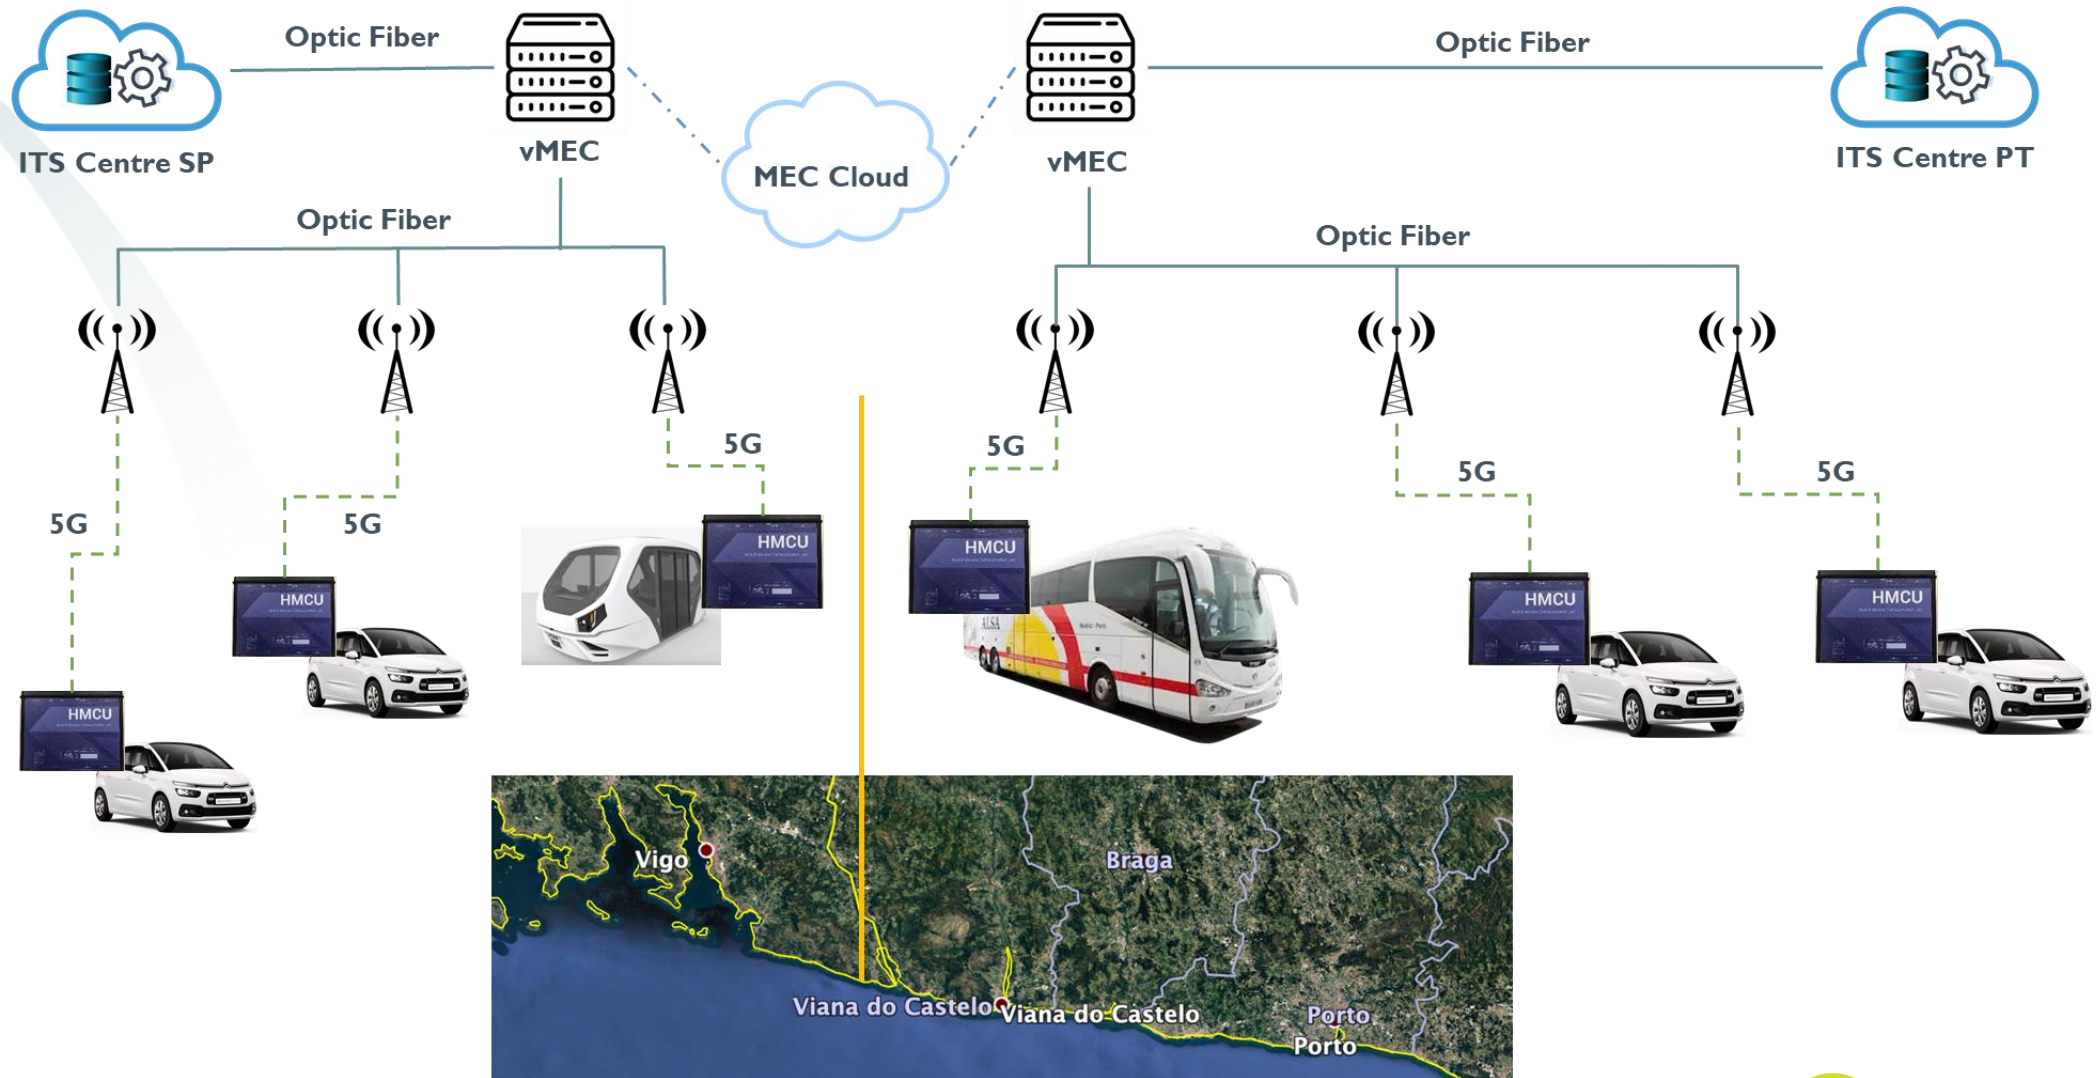 Optic Fiber
Optic Fiber
ITS Centre SP
vMEC
MEC Cloud
vMEC
ITS Centre PT
Optic Fiber
Optic Fiber
5G
5G
5G
5G
5G
5G
HMCU
HMCU
HMCU
HMCU
HMCU
HMCU
ALSA
Vigo
Braga
Viana do Castelo
Viana do Castelo
Porto
Porto